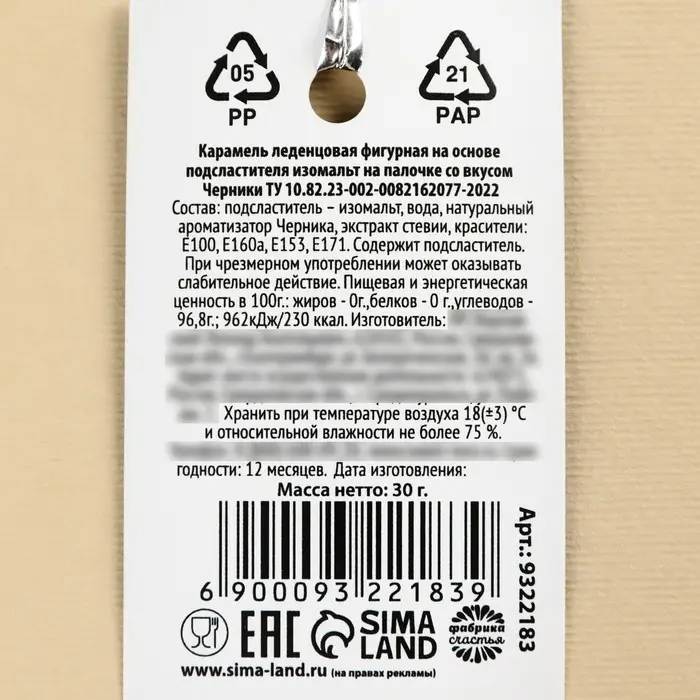 05
PP
21
PAP
Карамель леденцовая фигурная на основе
подсластителя изомальт на палочке со вкусом
Черники ТУ 10.82.23-002-0082162077-2022
Состав: подсластитель – изомальт, вода, натуральный
ароматизатор Черника, экстракт стевии, красители:
Е100, Е160а, Е153, Е171. Содержит подсластитель.
При чрезмерном употреблении может оказывать
слабительное действие. Пищевая и энергетическая
ценность в 100г.: жиров - 0г.,белков - 0 г.,углеводов -
96,8г.; 962кДж/230 ккал. Изготовитель:
Хранить при температуре воздуха 18(±3) °С
и относительной влажности не более 75 %.
годности: 12 месяцев. Дата изготовления:
Масса нетто: 30 г.
6 900093 221839
Арт.: 9322183
EAC
SIMA
LAND
фабрика
счастья
www.sima-land.ru (на правах рекламы)